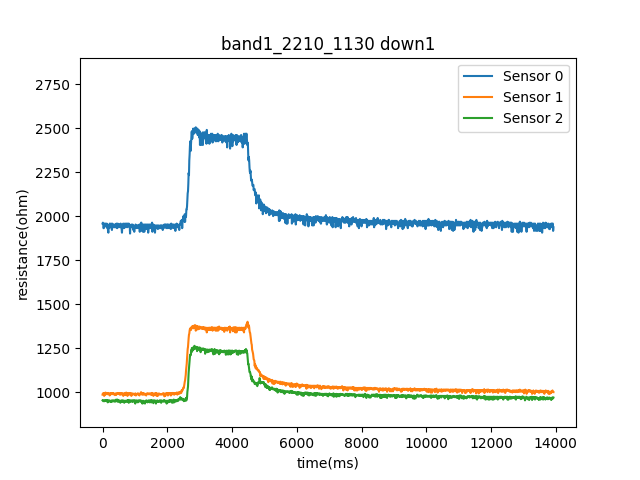 band1_2210_1130 down1
Sensor 0
Sensor 1
Sensor 2
resistance(ohm)
2750
2500
2250
2000
1750
1500
1250
1000
0 2000 4000 6000 8000 10000 12000 14000
time(ms)